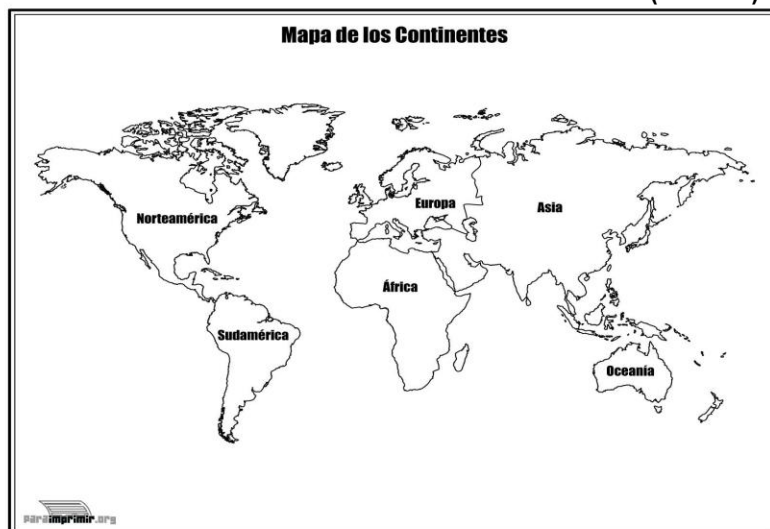 Mapa de los Continentes
Norteamérica
Europa
Asia
África
Sudamérica
Oceanía
paraimprimir.org